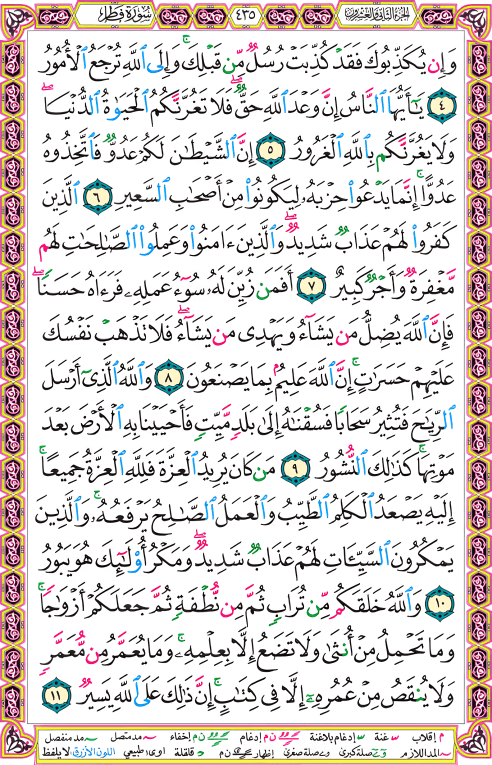 الجزء الثاني والعشرون ٤٣٥ سُورَةُ فَطِر
وَإِن يُكَذِّبُوكَ فَقَدْ كُذِّبَتْ رُسُلٌ مِّن قَبْلِكَ ۚ وَإِلَى ٱللَّهِ تُرْجَعُ ٱلْأُمُورُ
٤ يَـٰٓأَيُّهَا ٱلنَّاسُ إِنَّ وَعْدَ ٱللَّهِ حَقٌّ ۖ فَلَا تَغُرَّنَّكُمُ ٱلْحَيَوٰةُ ٱلدُّنْيَا ۖ
وَلَا يَغُرَّنَّكُم بِٱللَّهِ ٱلْغَرُورُ ٥ إِنَّ ٱلشَّيْطَـٰنَ لَكُمْ عَدُوٌّ فَٱتَّخِذُوهُ
عَدُوًّا ۚ إِنَّمَا يَدْعُوا۟ حِزْبَهُۥ لِيَكُونُوا۟ مِنْ أَصْحَـٰبِ ٱلسَّعِيرِ ٦ ٱلَّذِينَ
كَفَرُوا۟ لَهُمْ عَذَابٌ شَدِيدٌ ۖ وَٱلَّذِينَ ءَامَنُوا۟ وَعَمِلُوا۟ ٱلصَّـٰلِحَـٰتِ لَهُم
مَّغْفِرَةٌ وَأَجْرٌ كَبِيرٌ ٧ أَفَمَن زُيِّنَ لَهُۥ سُوٓءُ عَمَلِهِۦ فَرَءَاهُ حَسَنًا ۖ
فَإِنَّ ٱللَّهَ يُضِلُّ مَن يَشَآءُ وَيَهْدِى مَن يَشَآءُ ۖ فَلَا تَذْهَبْ نَفْسُكَ
عَلَيْهِمْ حَسَرَٰتٍ ۚ إِنَّ ٱللَّهَ عَلِيمٌۢ بِمَا يَصْنَعُونَ ٨ وَٱللَّهُ ٱلَّذِىٓ أَرْسَلَ
ٱلرِّيَـٰحَ فَتُثِيرُ سَحَابًا فَسُقْنَـٰهُ إِلَىٰ بَلَدٍ مَّيِّتٍ فَأَحْيَيْنَا بِهِ ٱلْأَرْضَ بَعْدَ
مَوْتِهَا ۚ كَذَٰلِكَ ٱلنُّشُورُ ٩ مَن كَانَ يُرِيدُ ٱلْعِزَّةَ فَلِلَّهِ ٱلْعِزَّةُ جَمِيعًا ۚ
إِلَيْهِ يَصْعَدُ ٱلْكَلِمُ ٱلطَّيِّبُ وَٱلْعَمَلُ ٱلصَّـٰلِحُ يَرْفَعُهُۥ ۚ وَٱلَّذِينَ
يَمْكُرُونَ ٱلسَّيِّـَٔاتِ لَهُمْ عَذَابٌ شَدِيدٌ ۖ وَمَكْرُ أُو۟لَـٰٓئِكَ هُوَ يَبُورُ
١٠ وَٱللَّهُ خَلَقَكُم مِّن تُرَابٍ ثُمَّ مِن نُّطْفَةٍ ثُمَّ جَعَلَكُمْ أَزْوَٰجًا ۚ
وَمَا تَحْمِلُ مِنْ أُنثَىٰ وَلَا تَضَعُ إِلَّا بِعِلْمِهِۦ ۚ وَمَا يُعَمَّرُ مِن مُّعَمَّرٍ
وَلَا يُنقَصُ مِنْ عُمُرِهِۦٓ إِلَّا فِى كِتَـٰبٍ ۚ إِنَّ ذَٰلِكَ عَلَى ٱللَّهِ يَسِيرٌ ١١
م إقلاب غنة إدغام بلاغنة ن م إدغام ن م إخفاء مد متصل مد منفصل
المد اللازم صلة كبرى صلة صغرى إظهار ن م قلقلة اوى: طبيعي اللون الأزرق: لا يلفظ